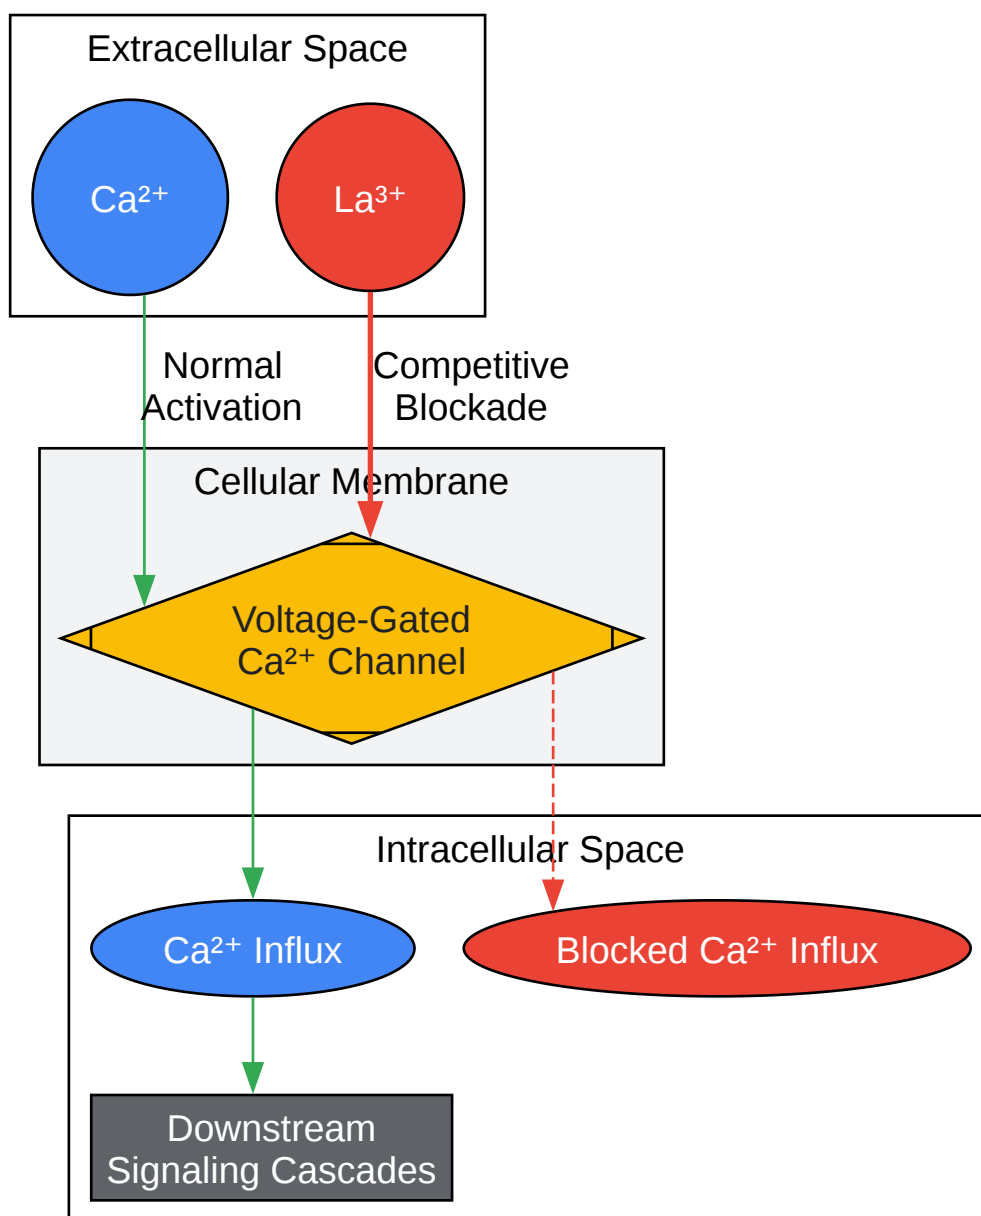 Extracellular Space
Ca²⁺
La³⁺
Normal
Activation
Competitive
Blockade
Cellular Membrane
Voltage-Gated
Ca²⁺ Channel
Intracellular Space
Ca²⁺ Influx
Blocked Ca²⁺ Influx
Downstream
Signaling Cascades